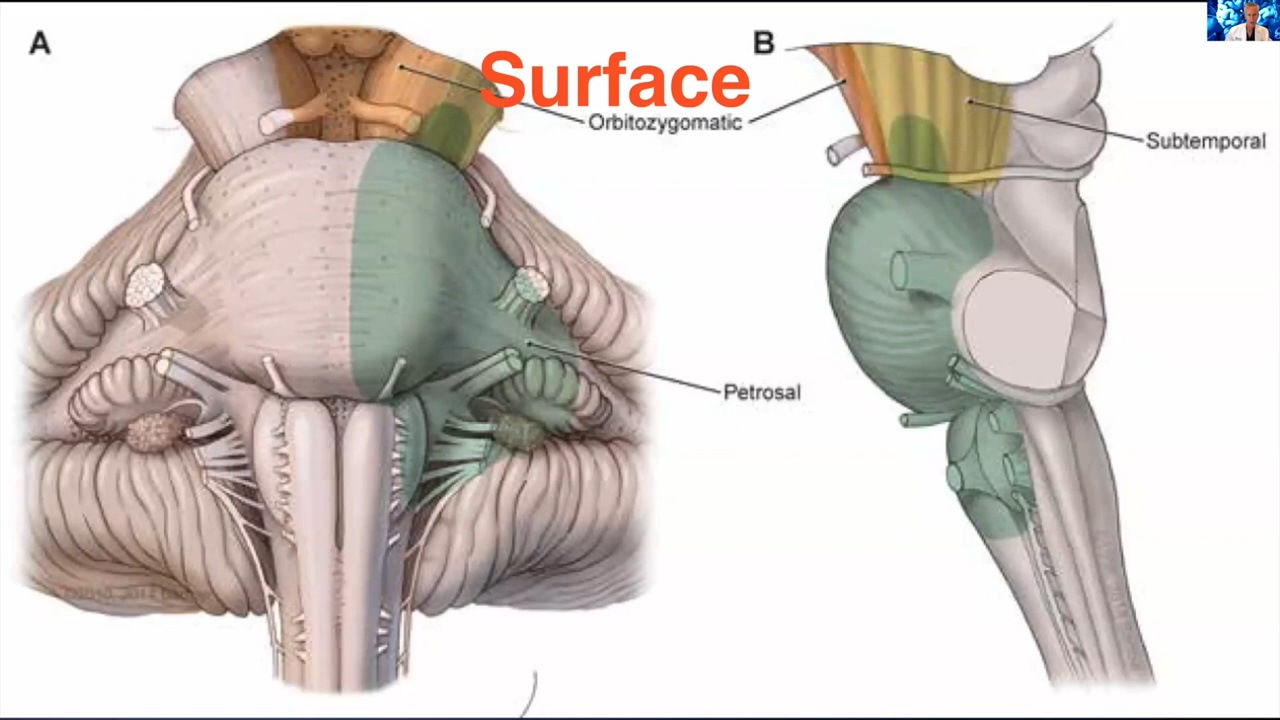 A
Surface
B
Orbitozygomatic
Subtemporal
Petrosal